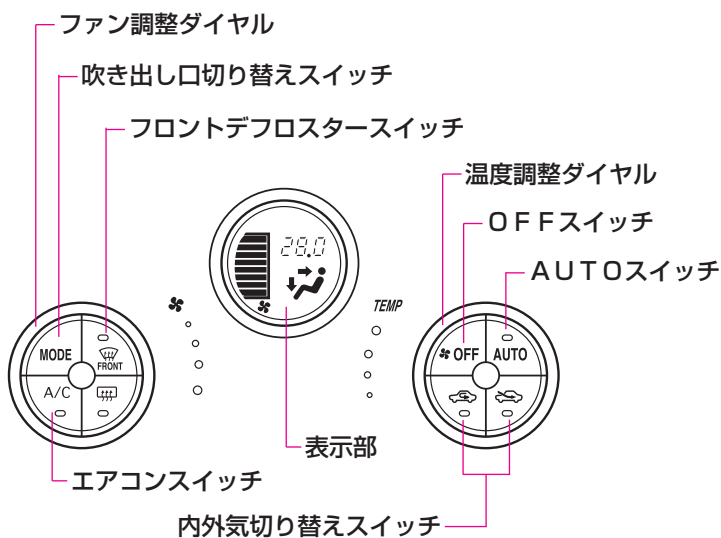 ファン調整ダイヤル
吹き出し口切り替えスイッチ
フロントデフロスタースイッチ
温度調整ダイヤル
ＯＦＦスイッチ
ＡＵＴＯスイッチ
28.0
TEMP
MODE
FRONT
A/C
OFF
AUTO
表示部
エアコンスイッチ
内外気切り替えスイッチ